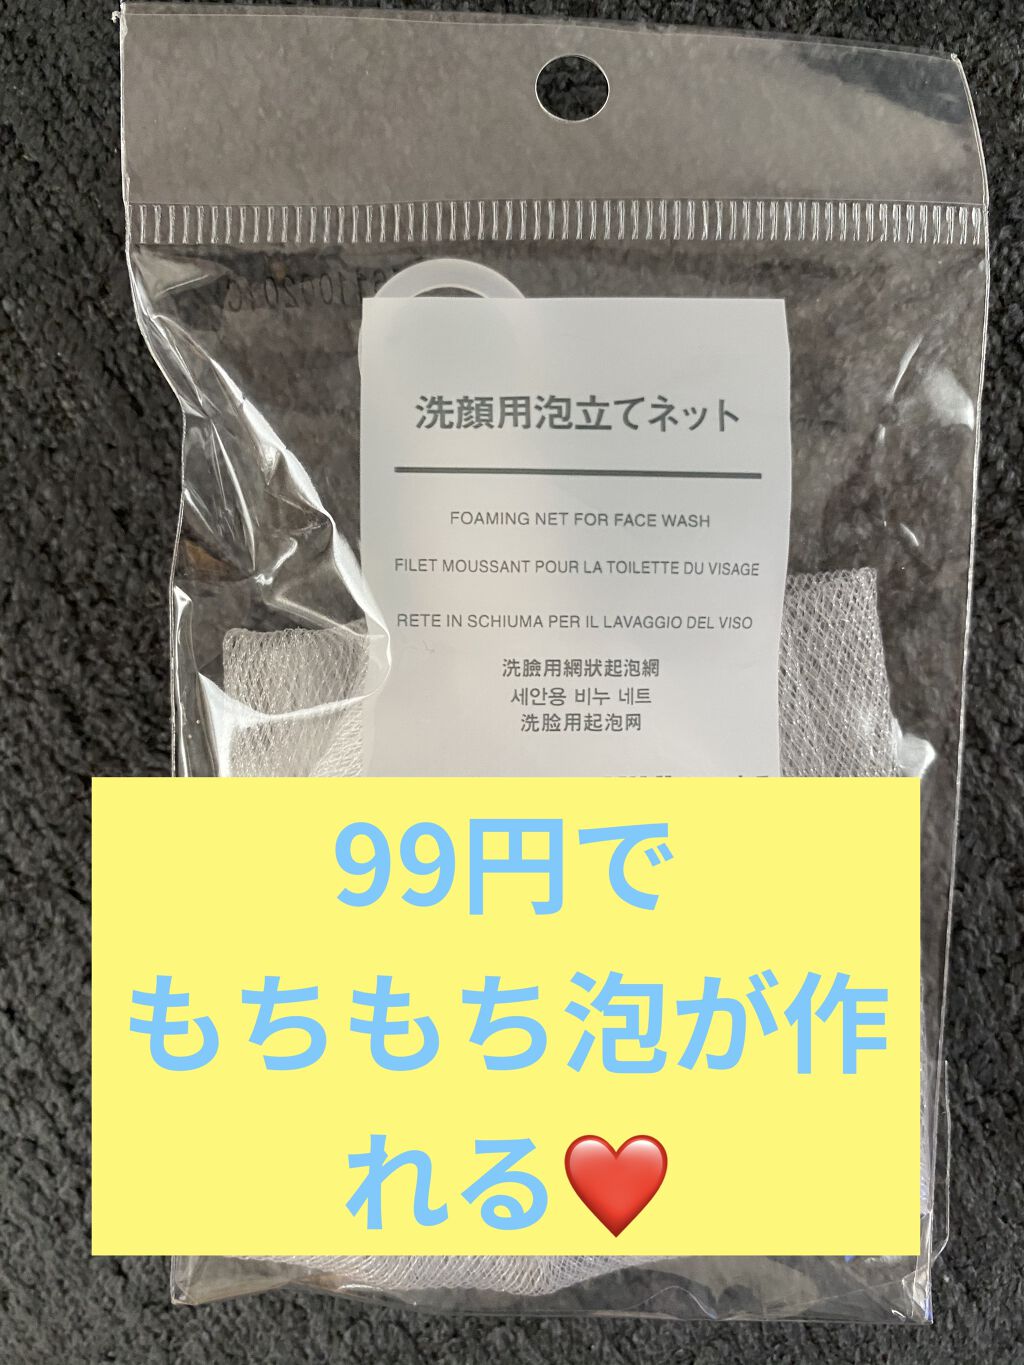 洗顔用泡立てネット
FOAMING NET FOR FACE WASH
FILET MOUSSANT POUR LA TOILETTE DU VISAGE
RETE IN SCHIUMA PER IL LAVAGGIO DEL VISO
洗臉用網狀起泡網
세안용 비누 네트
洗脸用起泡网
99円で
もちもち泡が作
れる❤️